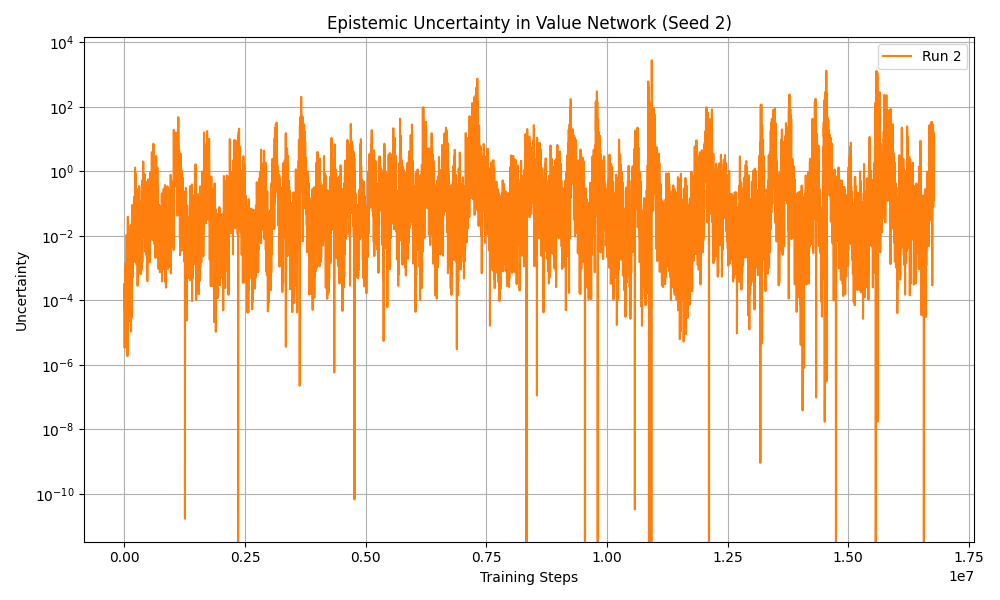 Epistemic Uncertainty in Value Network (Seed 2)
Run 2
Uncertainty
10^4
10^2
10^0
10^-2
10^-4
10^-6
10^-8
10^-10
0.00 0.25 0.50 0.75 1.00 1.25 1.50 1.75
1e7
Training Steps